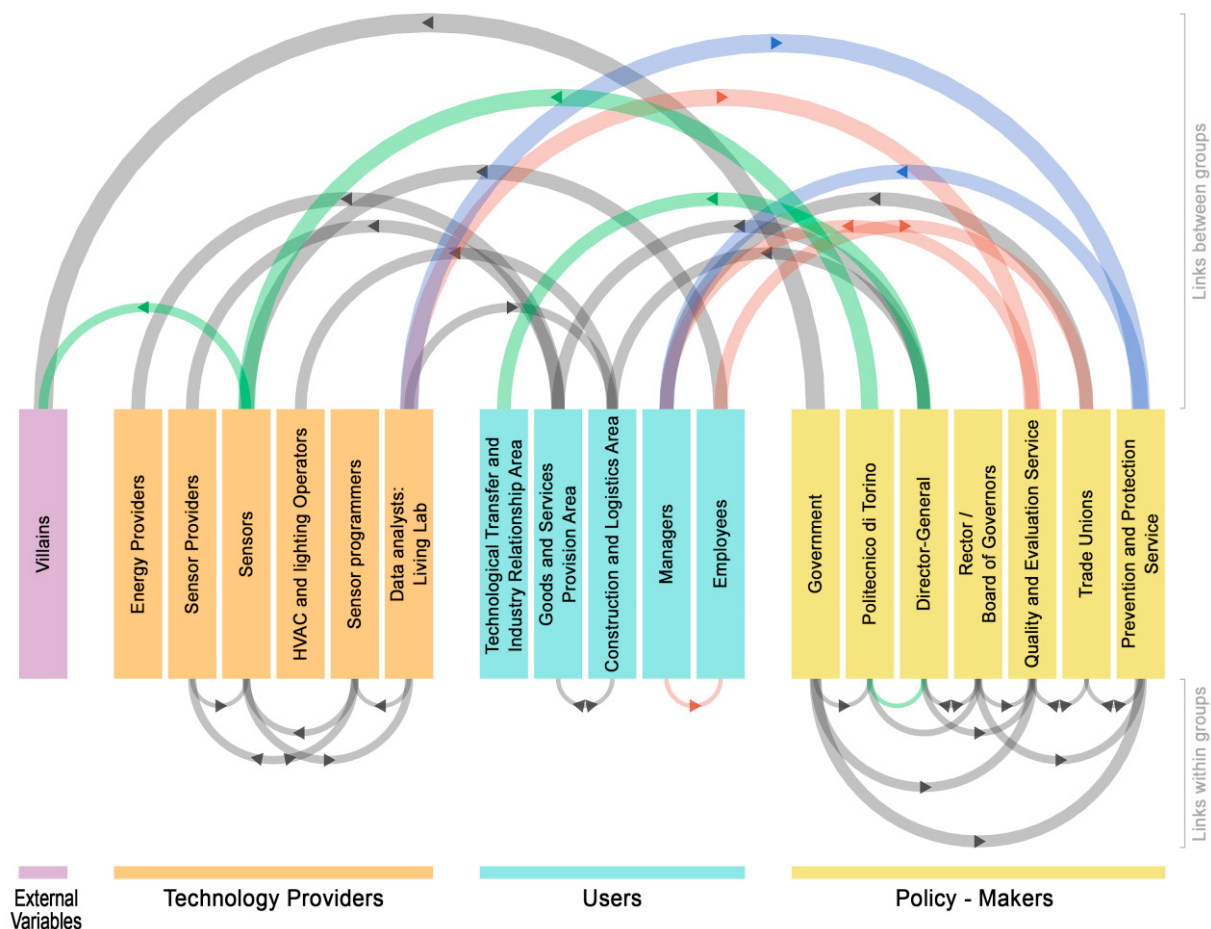 Links between groups
Villains
Energy Providers
Sensor Providers
Sensors
HVAC and lighting Operators
Sensor programmers
Data analysts:
Living Lab
Technological Transfer and
Industry Relationship Area
Goods and Services
Provision Area
Construction and Logistics Area
Managers
Employees
Government
Politecnico di Torino
Director-General
Rector /
Board of Governors
Quality and Evaluation Service
Trade Unions
Prevention and Protection
Service
Links within groups
External
Variables
Technology Providers
Users
Policy - Makers